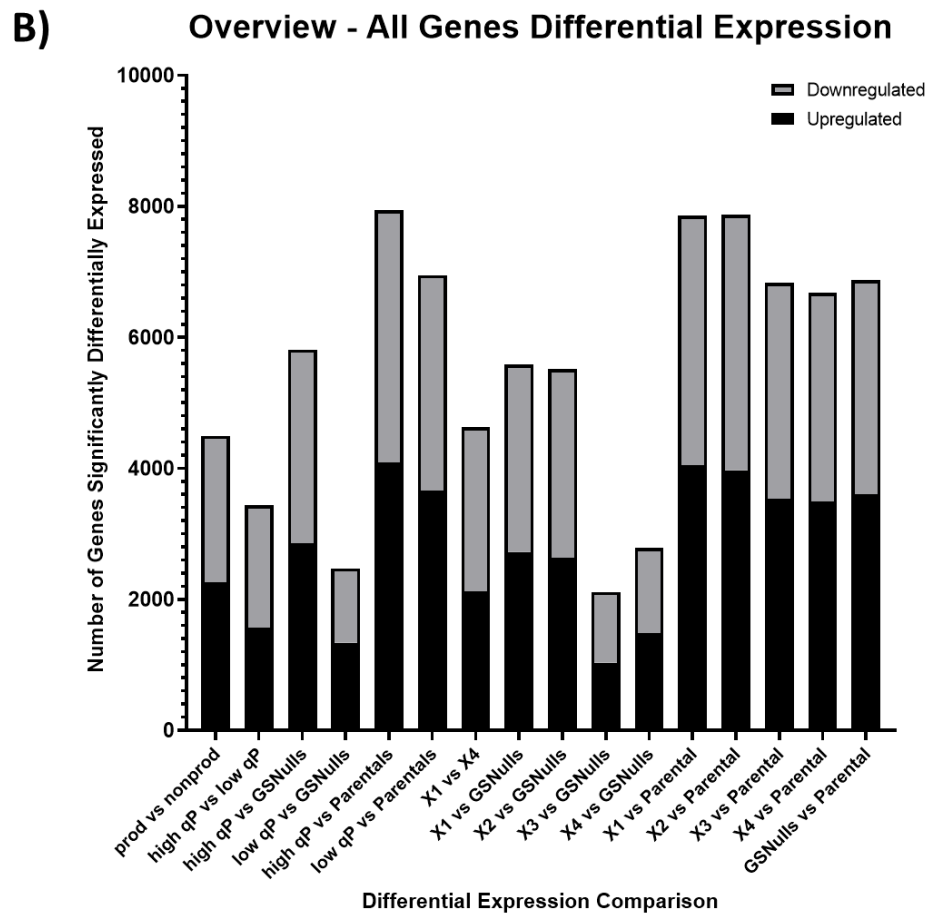 B)
Overview - All Genes Differential Expression
Downregulated
Upregulated
Number of Genes Significantly Differentially Expressed
10000
8000
6000
4000
2000
0
prod vs nonprod
high qP vs low qP
high qP vs GSNulls
low qP vs GSNulls
high qP vs Parentals
low qP vs Parentals
X1 vs X4
X1 vs GSNulls
X2 vs GSNulls
X3 vs GSNulls
X4 vs GSNulls
X1 vs Parental
X2 vs Parental
X3 vs Parental
X4 vs Parental
GSNulls vs Parental
Differential Expression Comparison